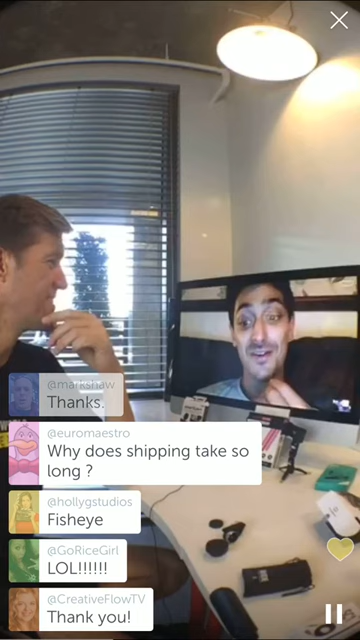 @markshaw
Thanks.
@euromaestro
Why does shipping take so
long ?
@hollygstudios
Fisheye
@GoRiceGirl
LOL!!!!!!
@CreativeFlowTV
Thank you!